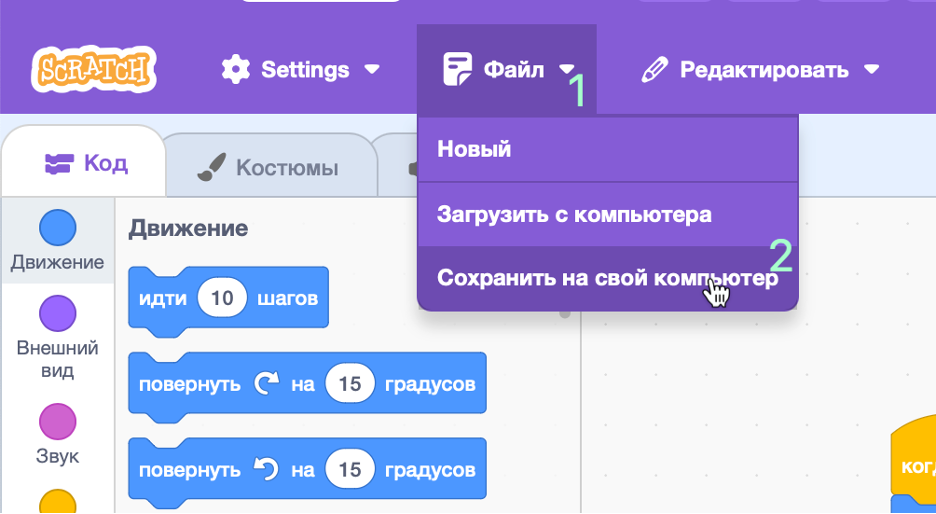 SCRATCH Settings Файл 1 Редактировать
Новый
Код Костюмы
Загрузить с компьютера
2
Сохранить на свой компьютер
Движение
Внешний
вид
Звук
Движение
идти 10 шагов
повернуть на 15 градусов
повернуть на 15 градусов